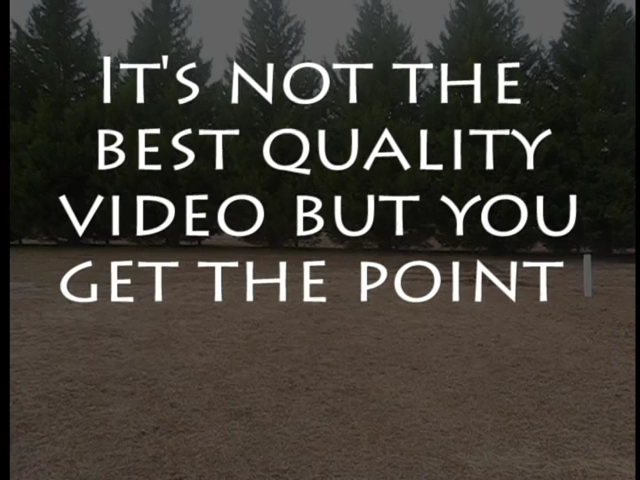 It's not the
best quality
video but you
get the point